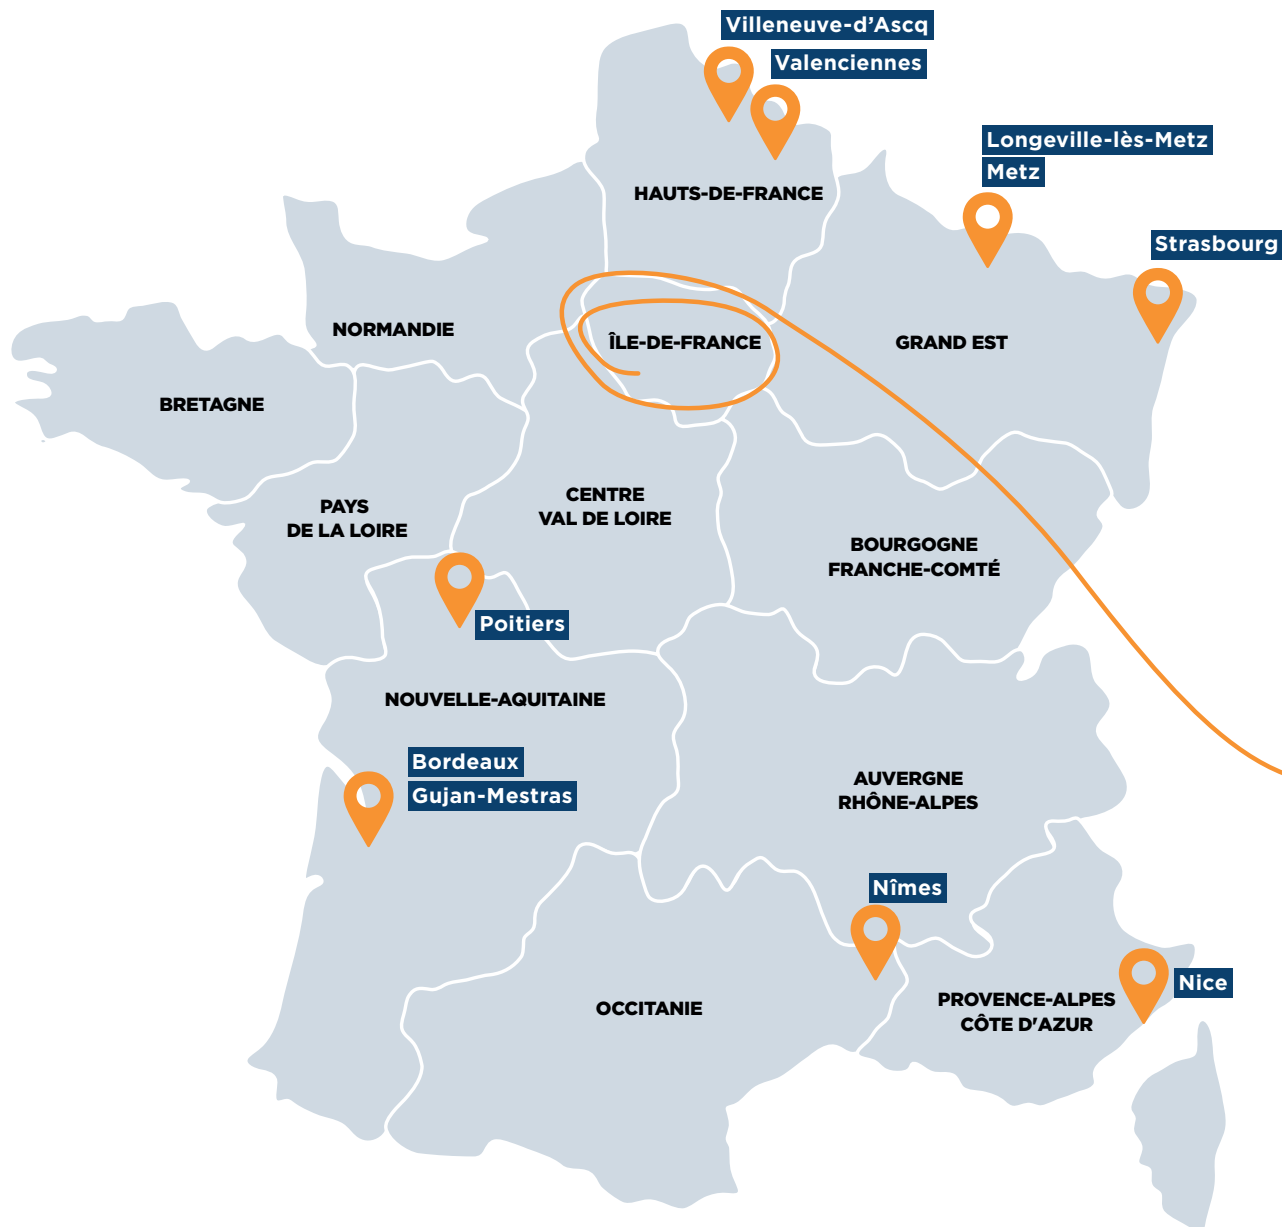 Villeneuve-d'Ascq
Valenciennes
Longeville-lès-Metz
Metz
HAUTS-DE-FRANCE
Strasbourg
NORMANDIE
ÎLE-DE-FRANCE
GRAND EST
BRETAGNE
PAYS
DE LA LOIRE
CENTRE
VAL DE LOIRE
BOURGOGNE
FRANCHE-COMTÉ
Poitiers
NOUVELLE-AQUITAINE
Bordeaux
Gujan-Mestras
AUVERGNE
RHÔNE-ALPES
Nîmes
Nice
OCCITANIE
PROVENCE-ALPES
CÔTE D'AZUR